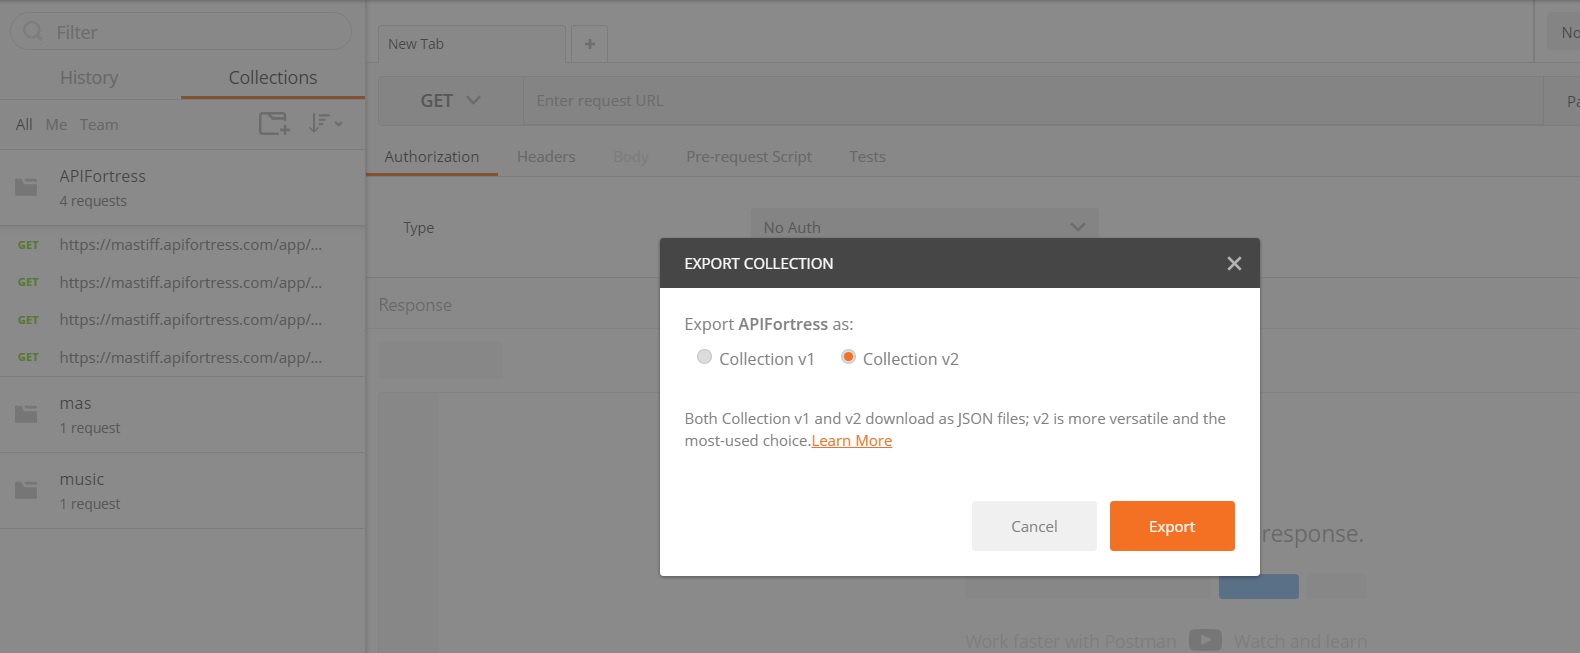 Filter
History Collections
All Me Team
APIFortress
4 requests
GET https://mastiff.apifortress.com/app/...
GET https://mastiff.apifortress.com/app/...
GET https://mastiff.apifortress.com/app/...
GET https://mastiff.apifortress.com/app/...
mas
1 request
music
1 request
New Tab +
No
GET Enter request URL
Pa
Authorization Headers Body Pre-request Script Tests
Type No Auth
Response
EXPORT COLLECTION
Export APIFortress as:
Collection v1 Collection v2
Both Collection v1 and v2 download as JSON files; v2 is more versatile and the
most-used choice.Learn More
Cancel Export
response.
Work faster with Postman Watch and learn